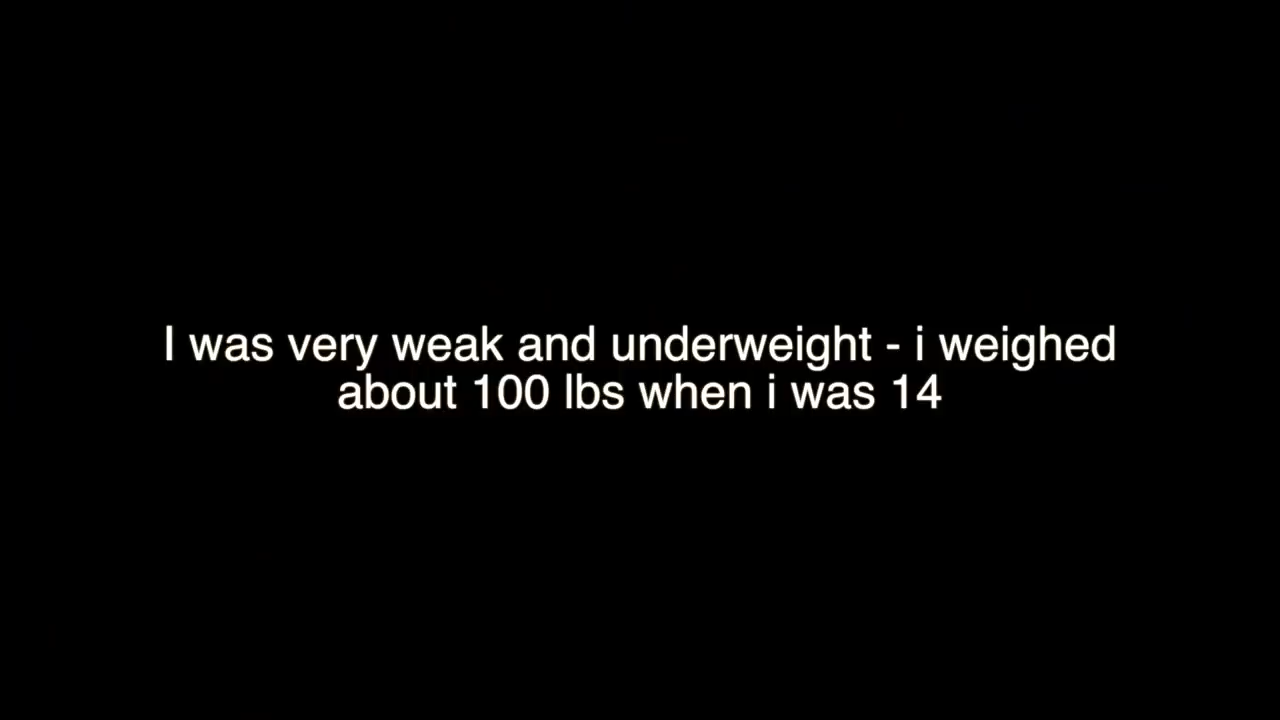 I was very weak and underweight - i weighed
about 100 lbs when i was 14